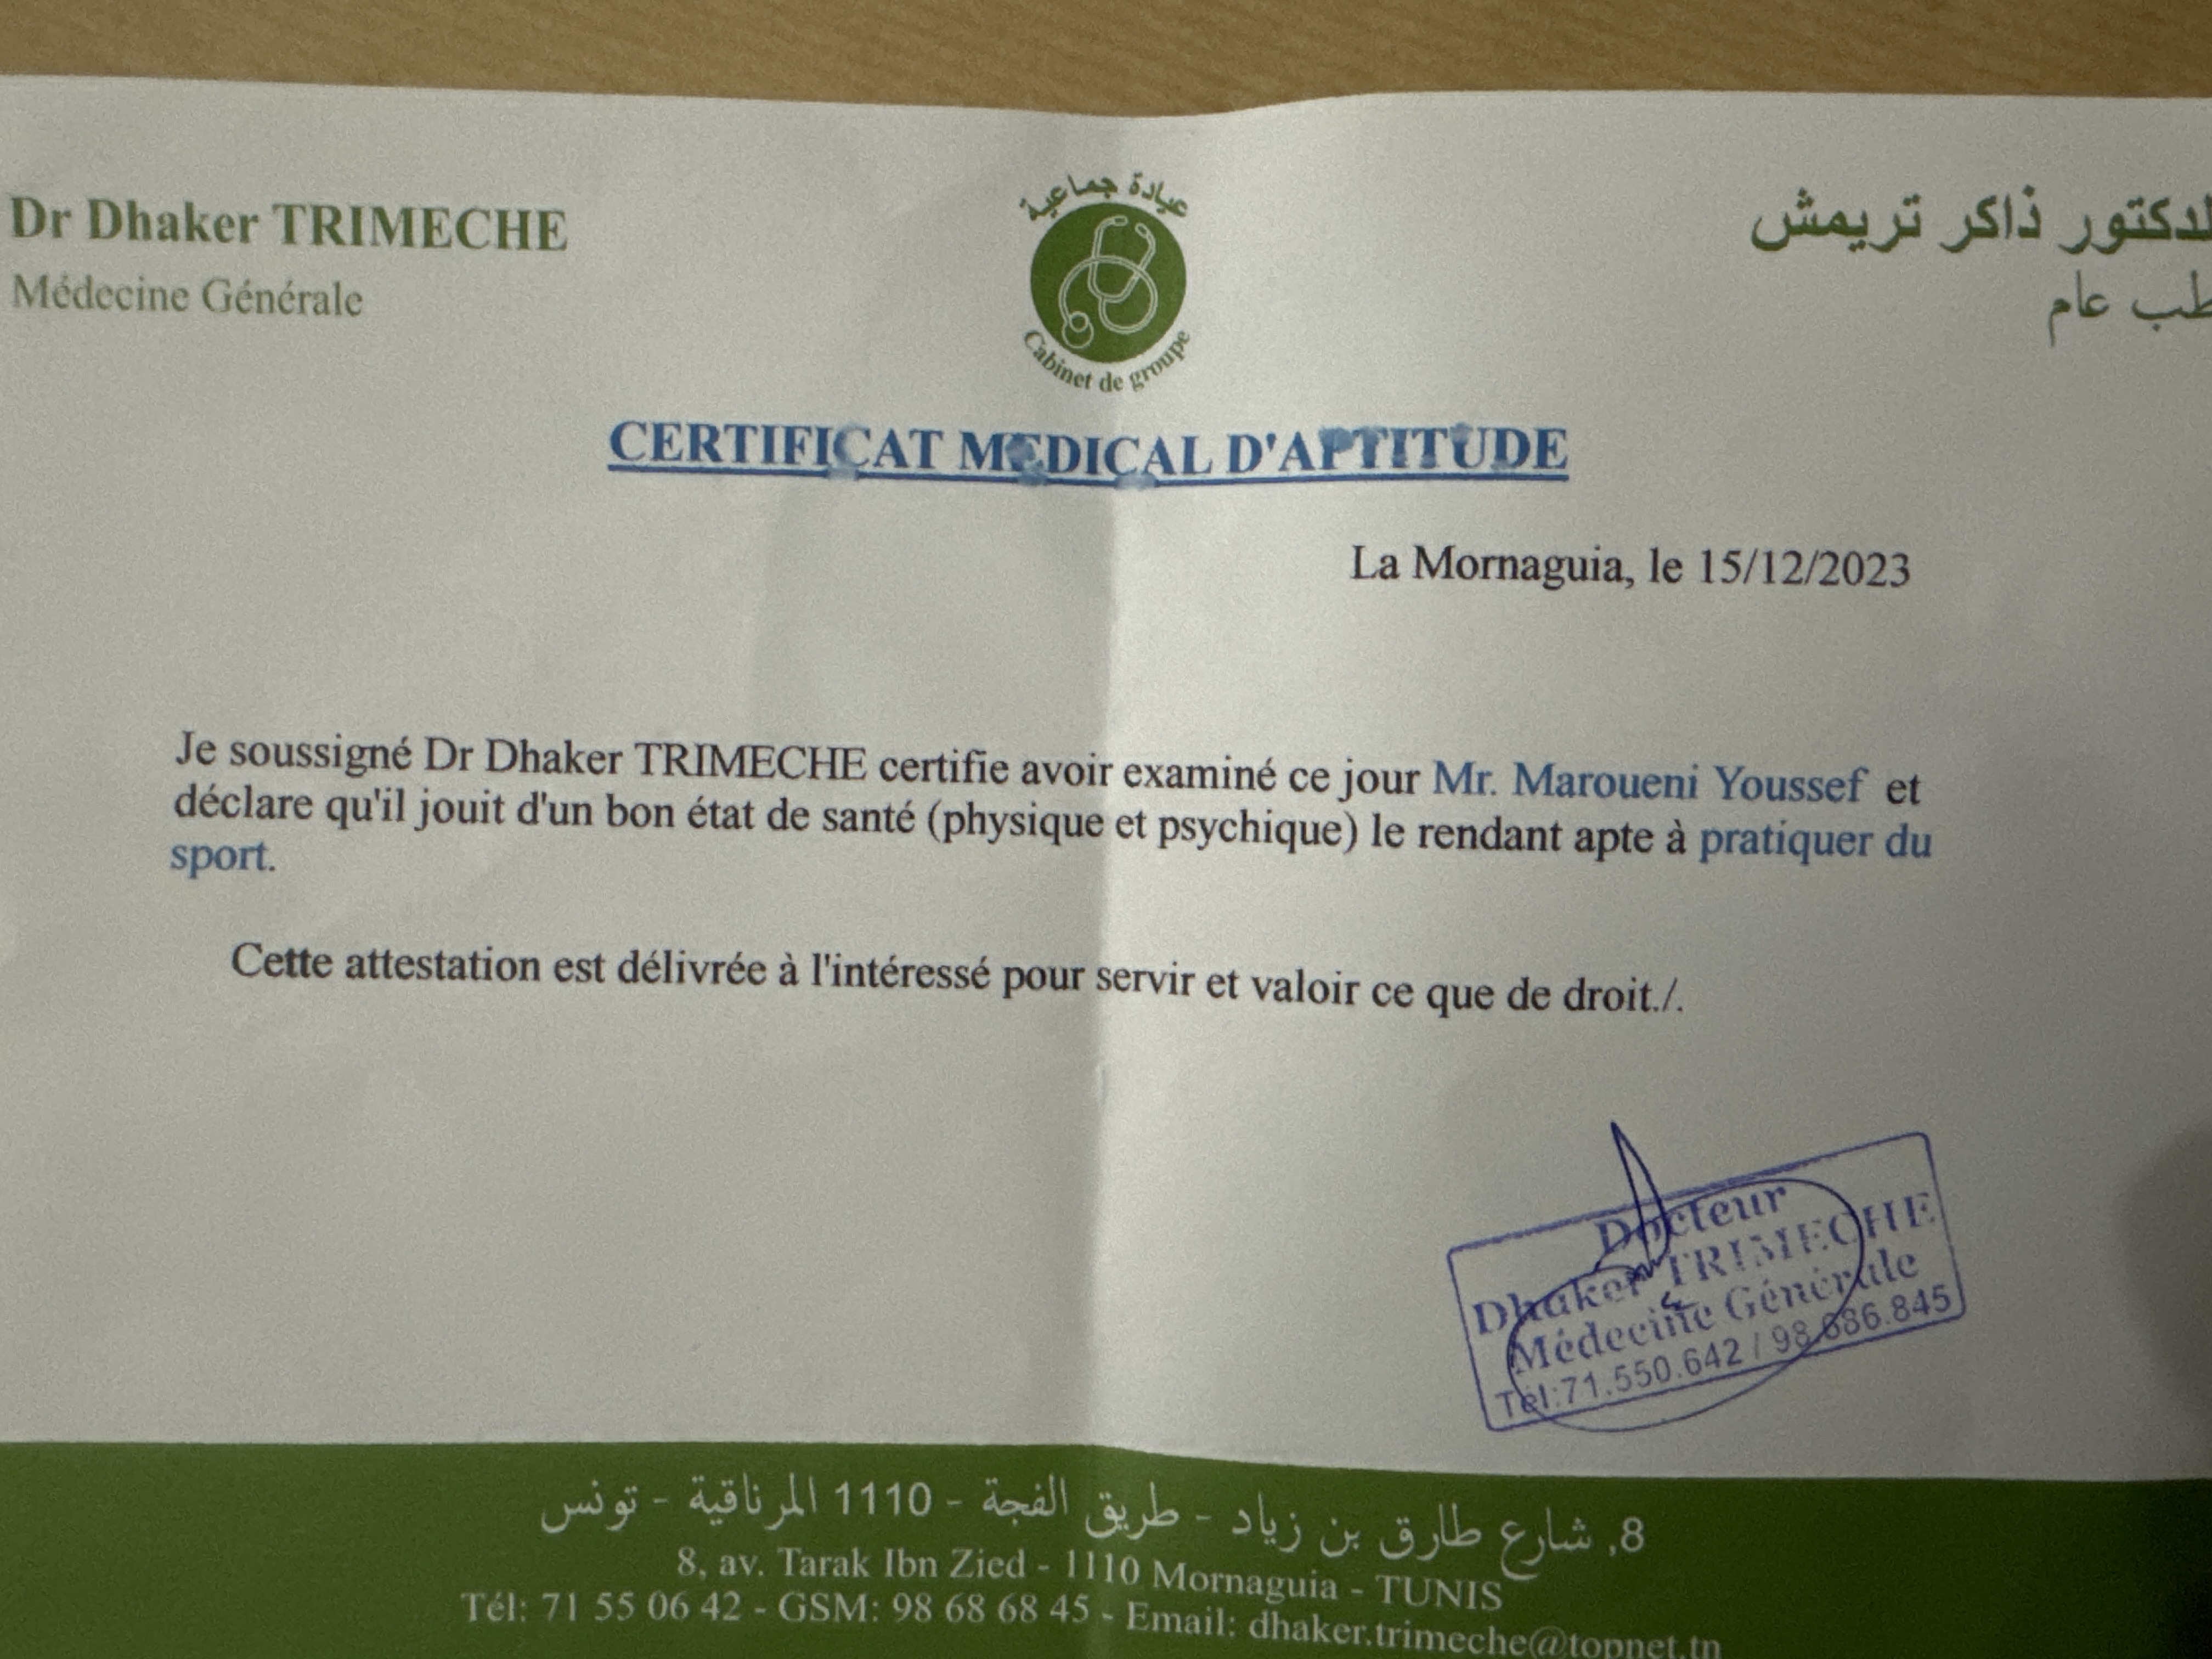 Dr Dhaker TRIMECHE
Médecine Générale
عيادة جماعية
Cabinet de groupe
لدكتور ذاكر تريمش
طب عام
CERTIFICAT MEDICAL D'APTITUDE
La Mornaguia, le 15/12/2023
Je soussigné Dr Dhaker TRIMECHE certifie avoir examiné ce jour Mr. Maroueni Youssef et
déclare qu'il jouit d'un bon état de santé (physique et psychique) le rendant apte à pratiquer du
sport.
Cette attestation est délivrée à l'intéressé pour servir et valoir ce que de droit./.
Docteur
Dhaker TRIMECHE
Médecine Générale
Tél:71.550.642 / 98.686.845
8, شارع طارق بن زياد - طريق الفجة - 1110 المرناقية - تونس
8, av. Tarak Ibn Zied - 1110 Mornaguia - TUNIS
Tél: 71 55 06 42 - GSM: 98 68 68 45 - Email: dhaker.trimeche@topnet.tn